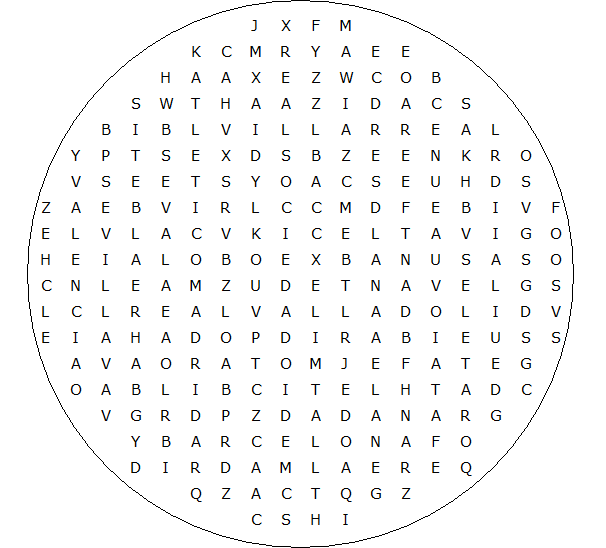 J X F M
K C M R Y A E E
H A A X E Z W C O B
S W T H A A Z I D A C S
B I B L V I L L A R R E A L
Y P T S E X D S B Z E E N K R O
V S E E T S Y O A C S E U H D S
Z A E B V I R L C C M D F E B I V F
E L V L A C V K I C E L T A V I G O
H E I A L O B O E X B A N U S A S O
C N L E A M Z U D E T N A V E L G S
L C L R E A L V A L L A D O L I D V
E I A H A D O P D I R A B I E U S S
A V A O R A T O M J E F A T E G
O A B L I B C I T E L H T A D C
V G R D P Z D A D A N A R G
Y B A R C E L O N A F O
D I R D A M L A E R E Q
Q Z A C T Q G Z
C S H I